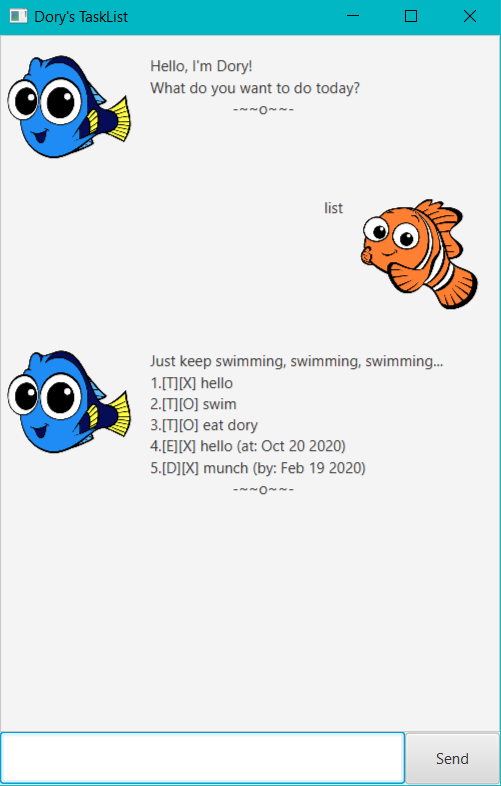 Dory's TaskList
Hello, I'm Dory!
What do you want to do today?
-~~o~~-
list
Just keep swimming, swimming, swimming...
1.[T][X] hello
2.[T][O] swim
3.[T][O] eat dory
4.[E][X] hello (at: Oct 20 2020)
5.[D][X] munch (by: Feb 19 2020)
-~~o~~-
Send